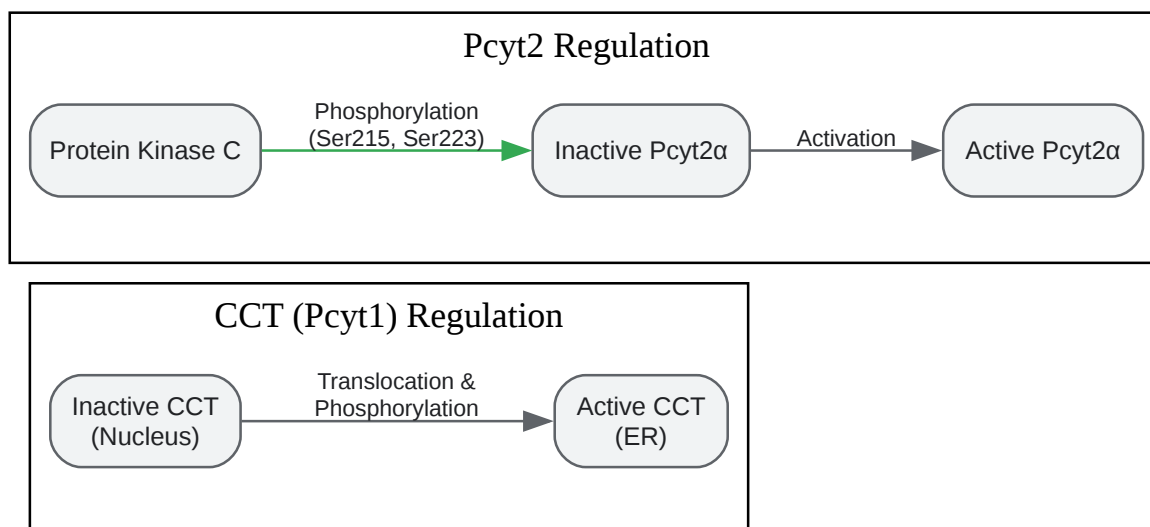 Pcyt2 Regulation
Protein Kinase C
Phosphorylation
(Ser215, Ser223)
Inactive Pcyt2α
Activation
Active Pcyt2α
CCT (Pcyt1) Regulation
Inactive CCT
(Nucleus)
Translocation &
Phosphorylation
Active CCT
(ER)